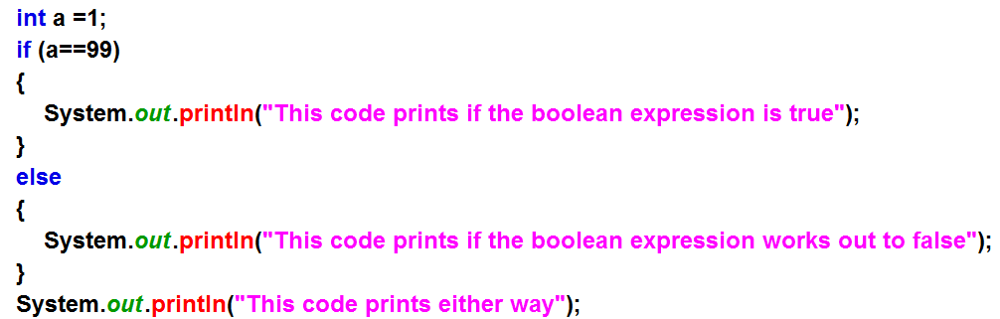 int a =1;
if (a==99)
{
System.out.println("This code prints if the boolean expression is true");
}
else
{
System.out.println("This code prints if the boolean expression works out to false");
}
System.out.println("This code prints either way");